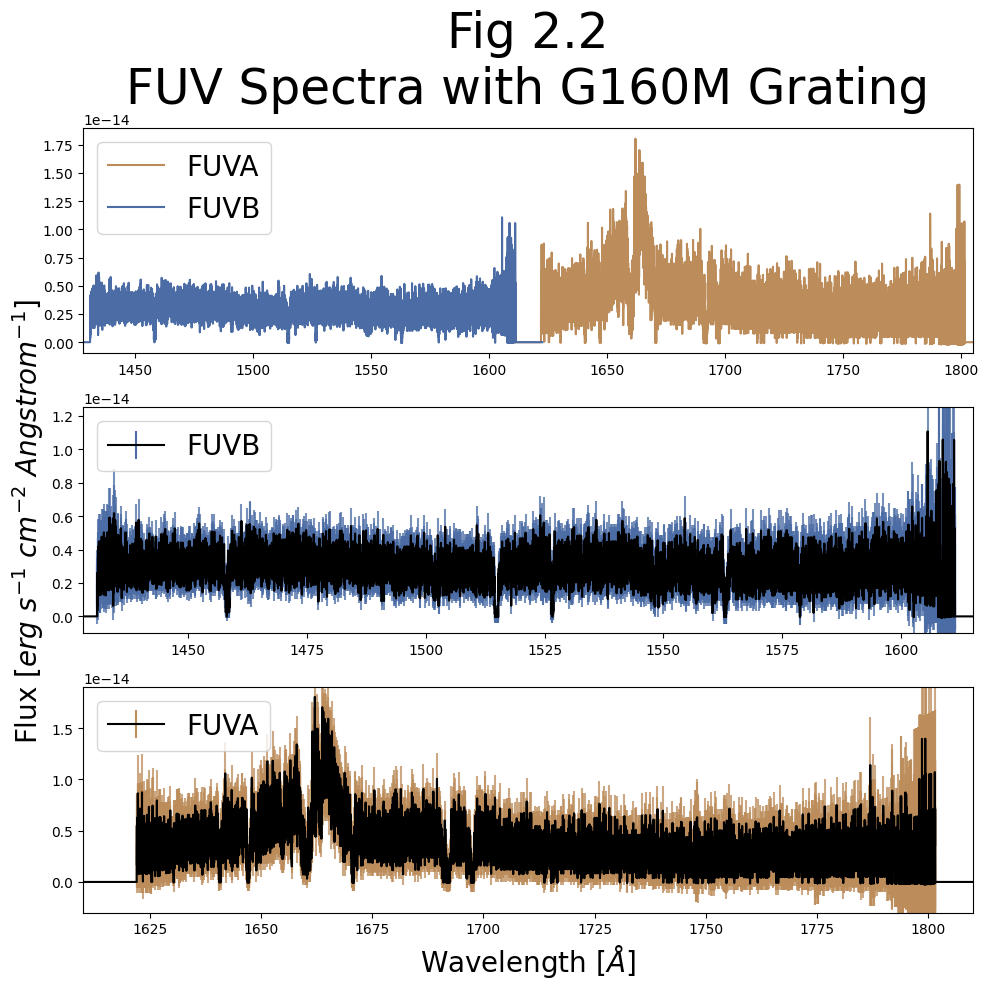 Fig 2.2
FUV Spectra with G160M Grating
1e−14
1.75
1.50
1.25
1.00
0.75
0.50
0.25
0.00
FUVA
FUVB
1450 1500 1550 1600 1650 1700 1750 1800
Flux [erg s⁻¹ cm⁻² Angstrom⁻¹]
1e−14
1.2
1.0
0.8
0.6
0.4
0.2
0.0
FUVB
1450 1475 1500 1525 1550 1575 1600
1e−14
1.5
1.0
0.5
0.0
FUVA
1625 1650 1675 1700 1725 1750 1775 1800
Wavelength [Å]